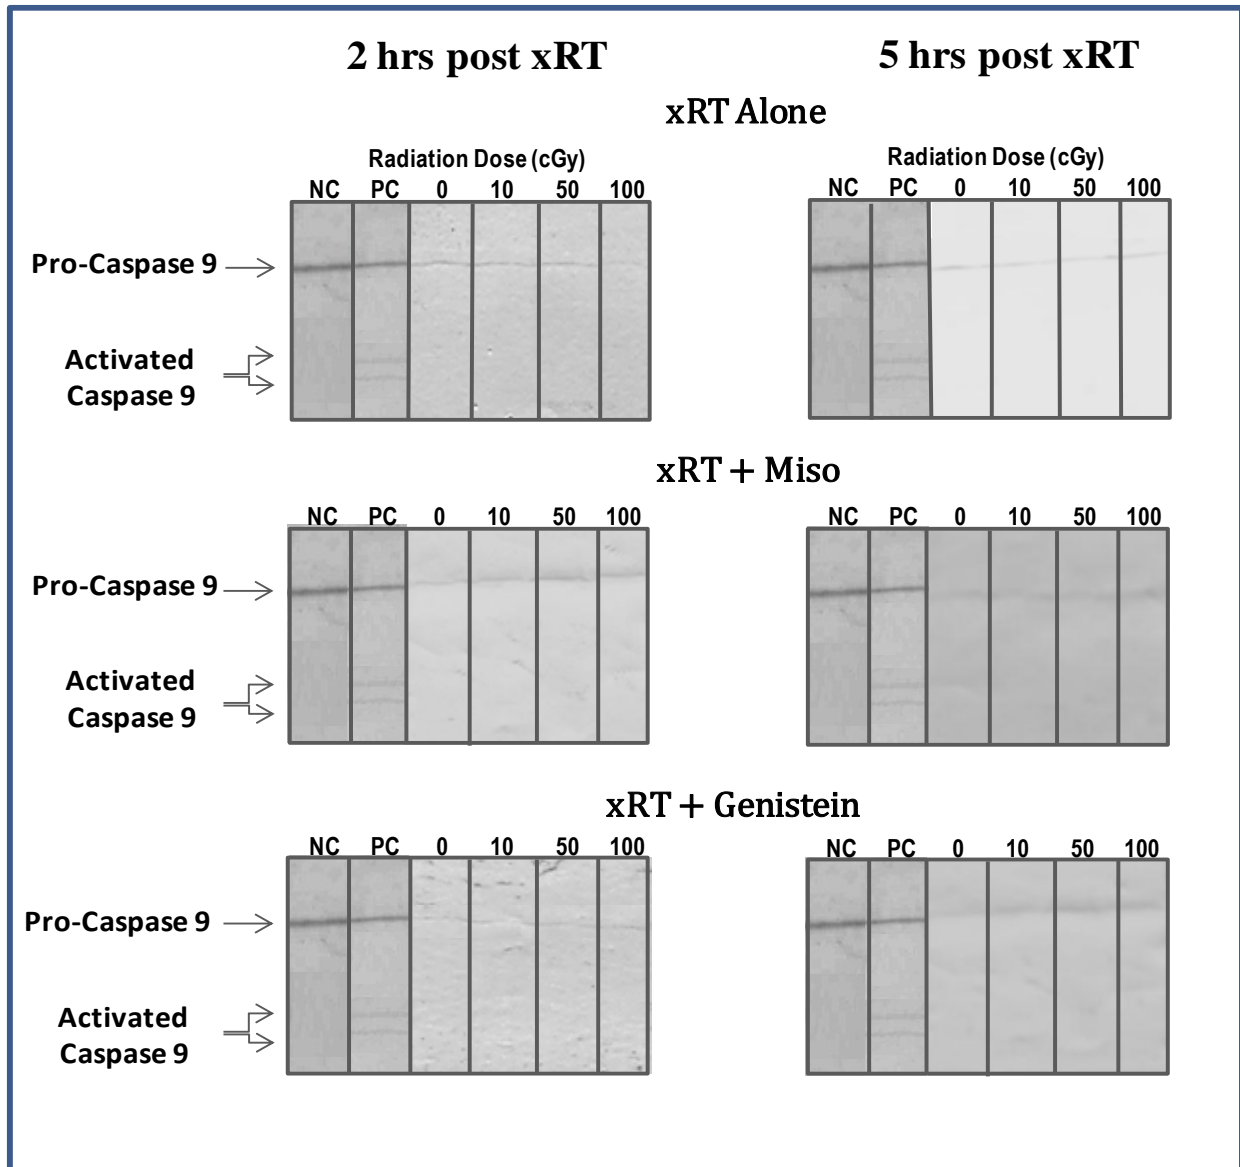 2 hrs post xRT
5 hrs post xRT
xRT Alone
Radiation Dose (cGy)
Radiation Dose (cGy)
NC PC 0 10 50 100
NC PC 0 10 50 100
Pro-Caspase 9
Activated
Caspase 9
xRT + Miso
NC PC 0 10 50 100
NC PC 0 10 50 100
Pro-Caspase 9
Activated
Caspase 9
xRT + Genistein
NC PC 0 10 50 100
NC PC 0 10 50 100
Pro-Caspase 9
Activated
Caspase 9